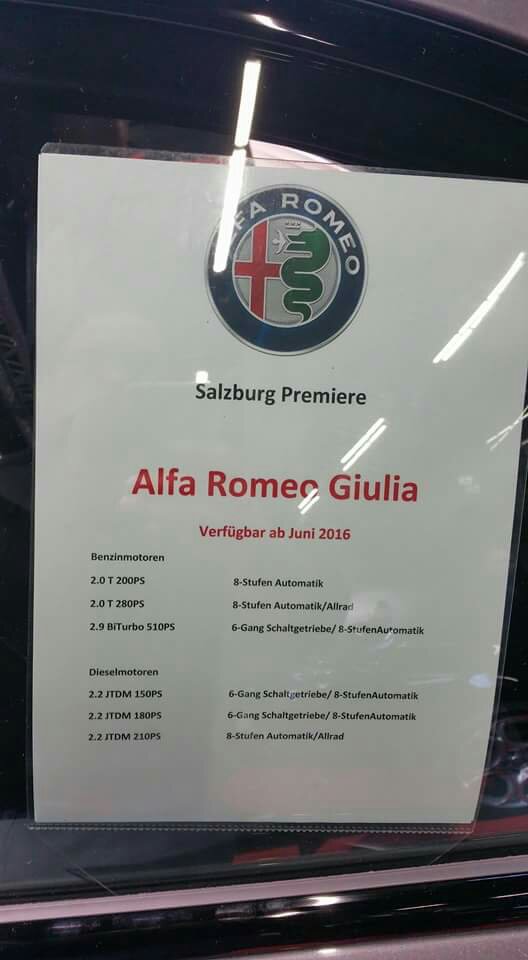 ALFA ROMEO
Salzburg Premiere
Alfa Romeo Giulia
Verfügbar ab Juni 2016
Benzinmotoren
2.0 T 200PS 8-Stufen Automatik
2.0 T 280PS 8-Stufen Automatik/Allrad
2.9 BiTurbo 510PS 6-Gang Schaltgetriebe/ 8-StufenAutomatik
Dieselmotoren
2.2 JTDM 150PS 6-Gang Schaltgetriebe/ 8-StufenAutomatik
2.2 JTDM 180PS 6-Gang Schaltgetriebe/ 8-StufenAutomatik
2.2 JTDM 210PS 8-Stufen Automatik/Allrad